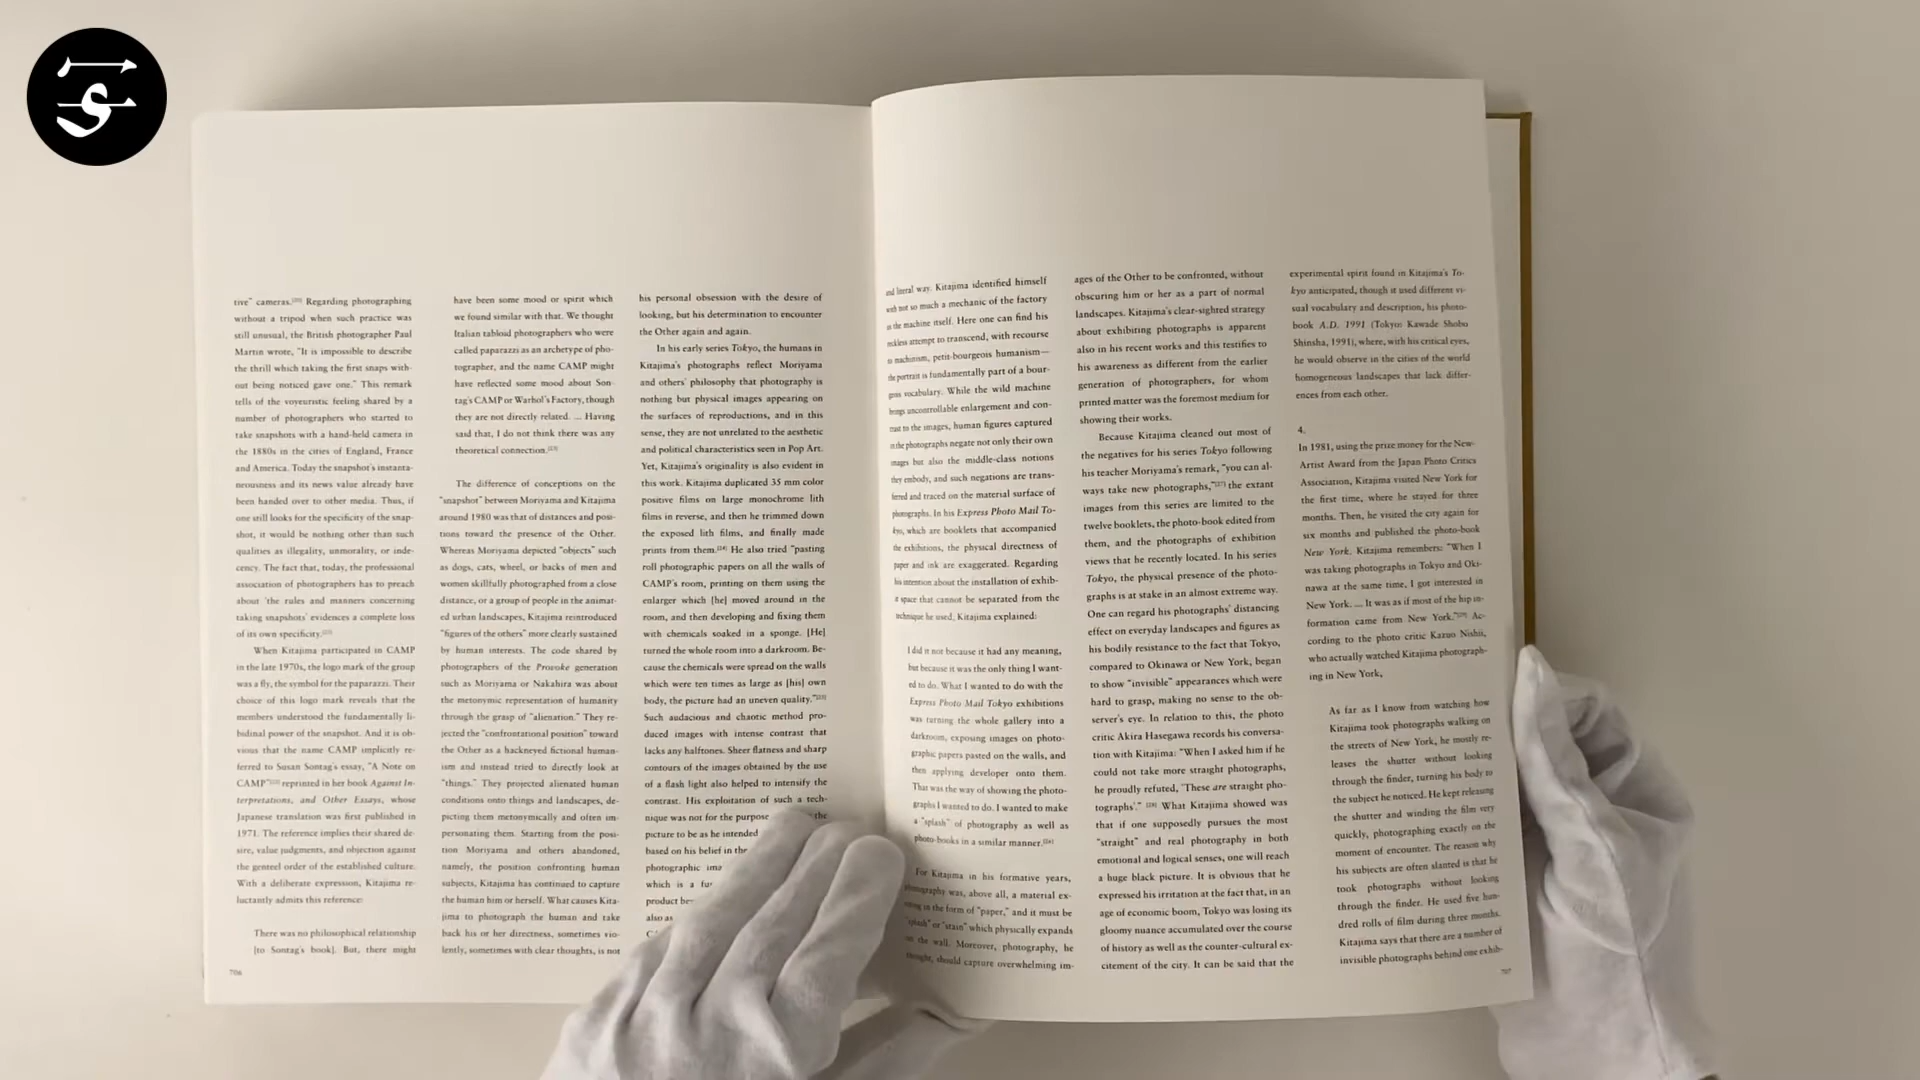 tive" cameras.[20] Regarding photographing
without a tripod when such practice was
still unusual, the British photographer Paul
Martin wrote, "It is impossible to describe
the thrill which taking the first snaps with-
out being noticed gave one." This remark
tells of the voyeuristic feeling shared by a
number of photographers who started to
take snapshots with a hand-held camera in
the 1880s in the cities of England, France
and America. Today the snapshot's instanta-
neousness and its news value already have
been handed over to other media. Thus, if
one still looks for the specificity of the snap-
shot, it would be nothing other than such
qualities as illegality, unmorality, or inde-
cency. The fact that, today, the professional
association of photographers has to preach
about 'the rules and manners concerning
taking snapshots' evidences a complete loss
of its own specificity.
When Kitajima participated in CAMP
in the late 1970s, the logo mark of the group
was a fly, the symbol for the paparazzi. Their
choice of this logo mark reveals that the
members understood the fundamentally li-
bidinal power of the snapshot. And it is ob-
vious that the name CAMP implicitly re-
ferred to Susan Sontag's essay, "A Note on
CAMP"[22] reprinted in her book Against In-
terpretations, and Other Essays, whose
Japanese translation was first published in
1971. The reference implies their shared de-
sire, value judgments, and objection against
the genteel order of the established culture.
With a deliberate expression, Kitajima re-
luctantly admits this reference:
There was no philosophical relationship
[to Sontag's book]. But, there might
706
have been some mood or spirit which
we found similar with that. We thought
Italian tabloid photographers who were
called paparazzi as an archetype of pho-
tographer, and the name CAMP might
have reflected some mood about Son-
tag's CAMP or Warhol's Factory, though
they are not directly related. ... Having
said that, I do not think there was any
theoretical connection.[23]
The difference of conceptions on the
"snapshot" between Moriyama and Kitajima
around 1980 was that of distances and posi-
tions toward the presence of the Other.
Whereas Moriyama depicted "objects" such
as dogs, cats, wheel, or backs of men and
women skillfully photographed from a close
distance, or a group of people in the animat-
ed urban landscapes, Kitajima reintroduced
"figures of the others" more clearly sustained
by human interests. The code shared by
photographers of the Provoke generation
such as Moriyama or Nakahira was about
the metonymic representation of humanity
through the grasp of "alienation." They re-
jected the "confrontational position" toward
the Other as a hackneyed fictional human-
ism and instead tried to directly look at
"things." They projected alienated human
conditions onto things and landscapes, de-
picting them metonymically and often im-
personating them. Starting from the posi-
tion Moriyama and others abandoned,
namely, the position confronting human
subjects, Kitajima has continued to capture
the human him or herself. What causes Kita-
jima to photograph the human and take
back his or her directness, sometimes vio-
lently, sometimes with clear thoughts, is not
his personal obsession with the desire of
looking, but his determination to encounter
the Other again and again.
In his early series Tokyo, the humans in
Kitajima's photographs reflect Moriyama
and others' philosophy that photography is
nothing but physical images appearing on
the surfaces of reproductions, and in this
sense, they are not unrelated to the aesthetic
and political characteristics seen in Pop Art.
Yet, Kitajima's originality is also evident in
this work. Kitajima duplicated 35 mm color
positive films on large monochrome lith
films in reverse, and then he trimmed down
the exposed lith films, and finally made
prints from them.[24] He also tried "pasting
roll photographic papers on all the walls of
CAMP's room, printing on them using the
enlarger which [he] moved around in the
room, and then developing and fixing them
with chemicals soaked in a sponge. [He]
turned the whole room into a darkroom. Be-
cause the chemicals were spread on the walls
which were ten times as large as [his] own
body, the picture had an uneven quality."[25]
Such audacious and chaotic method pro-
duced images with intense contrast that
lacks any halftones. Sheer flatness and sharp
contours of the images obtained by the use
of a flash light also helped to intensify the
contrast. His exploitation of such a tech-
nique was not for the purpose the
picture to be as intended
based on his belief in the
photographic
which is a
product
also as
and literal way. Kitajima identified himself
with not so much a mechanic of the factory
as the machine itself. Here one can find his
reckless attempt to transcend, with recourse
to machinism, petit-bourgeois humanism—
the portrait is fundamentally part of a bour-
geois vocabulary. While the wild machine
brings uncontrollable enlargement and con-
trast to the images, human figures captured
in the photographs negate not only their own
images but also the middle-class notions
they embody, and such negations are trans-
ferred and traced on the material surface of
photographs. In his Express Photo Mail To-
kyo, which are booklets that accompanied
the exhibitions, the physical directness of
paper and ink are exaggerated. Regarding
his intention about the installation of exhib-
it space that cannot be separated from the
technique he used, Kitajima explained:
I did it not because it had any meaning,
but because it was the only thing I want-
ed to do. What I wanted to do with the
Express Photo Mail Tokyo exhibitions
was turning the whole gallery into a
darkroom, exposing images on photo-
graphic papers pasted on the walls, and
then applying developer onto them.
That was the way of showing the photo-
graphs I wanted to do. I wanted to make
a "splash" of photography as well as
photo-books in a similar manner.[26]
For Kitajima in his formative years,
photography was, above all, a material ex-
in the form of "paper," and it must be
"splash" or "stain" which physically expands
on the wall. Moreover, photography, he
thought, should capture overwhelming im-
ages of the Other to be confronted, without
obscuring him or her as a part of normal
landscapes. Kitajima's clear-sighted strategy
about exhibiting photographs is apparent
also in his recent works and this testifies to
his awareness as different from the earlier
generation of photographers, for whom
printed matter was the foremost medium for
showing their works.
Because Kitajima cleaned out most of
the negatives for his series Tokyo following
his teacher Moriyama's remark, "you can al-
ways take new photographs,"[27] the extant
images from this series are limited to the
twelve booklets, the photo-book edited from
them, and the photographs of exhibition
views that he recently located. In his series
Tokyo, the physical presence of the photo-
graphs is at stake in an almost extreme way.
One can regard his photographs' distancing
effect on everyday landscapes and figures as
his bodily resistance to the fact that Tokyo,
compared to Okinawa or New York, began
to show "invisible" appearances which were
hard to grasp, making no sense to the ob-
server's eye. In relation to this, the photo
critic Akira Hasegawa records his conversa-
tion with Kitajima: "When I asked him if he
could not take more straight photographs,
he proudly refuted, 'These are straight pho-
tographs'." [28] What Kitajima showed was
that if one supposedly pursues the most
"straight" and real photography in both
emotional and logical senses, one will reach
a huge black picture. It is obvious that he
expressed his irritation at the fact that, in an
age of economic boom, Tokyo was losing its
gloomy nuance accumulated over the course
of history as well as the counter-cultural ex-
citement of the city. It can be said that the
experimental spirit found in Kitajima's To-
kyo anticipated, though it used different vi-
sual vocabulary and description, his photo-
book A.D. 1991 (Tokyo: Kawade Shobo
Shinsha, 1991), where, with his critical eyes,
he would observe in the cities of the world
homogeneous landscapes that lack differ-
ences from each other.
4.
In 1981, using the prize money for the New-
Artist Award from the Japan Photo Critics
Association, Kitajima visited New York for
the first time, where he stayed for three
months. Then, he visited the city again for
six months and published the photo-book
New York. Kitajima remembers: "When I
was taking photographs in Tokyo and Oki-
nawa at the same time, I got interested in
New York. ... It was as if most of the hip in-
formation came from New York."[29] Ac-
cording to the photo critic Kazuo Nishii,
who actually watched Kitajima photograph-
ing in New York,
As far as I know from watching how
Kitajima took photographs walking on
the streets of New York, he mostly re-
leases the shutter without looking
through the finder, turning his body to
the subject he noticed. He kept releasing
the shutter and winding the film very
quickly, photographing exactly on the
moment of encounter. The reason why
his subjects are often slanted is that he
took photographs without looking
through the finder. He used five hun-
dred rolls of film during three months.
Kitajima says that there are a number of
invisible photographs behind one exhib-
707